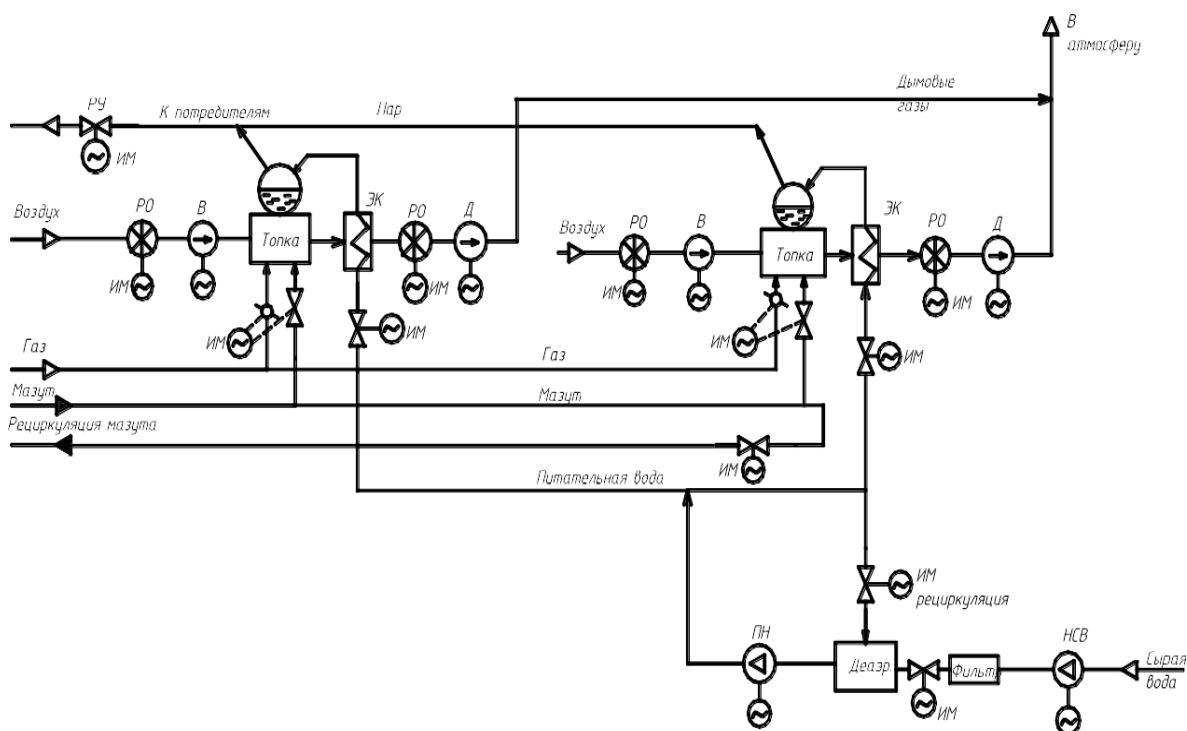 В
атмосферу
Дымовые
газы
РУ
К потребителям
Пар
ИМ
ЭК
ЭК
Воздух
РО
В
РО
Д
Воздух
РО
В
РО
Д
Топка
Топка
ИМ
ИМ
ИМ
ИМ
ИМ
ИМ
ИМ
ИМ
Газ
Газ
Мазут
Мазут
Рециркуляция мазута
ИМ
Питательная вода
ИМ
рециркуляция
ПН
НСВ
Деаэр.
Фильтр
Сырая
вода
ИМ